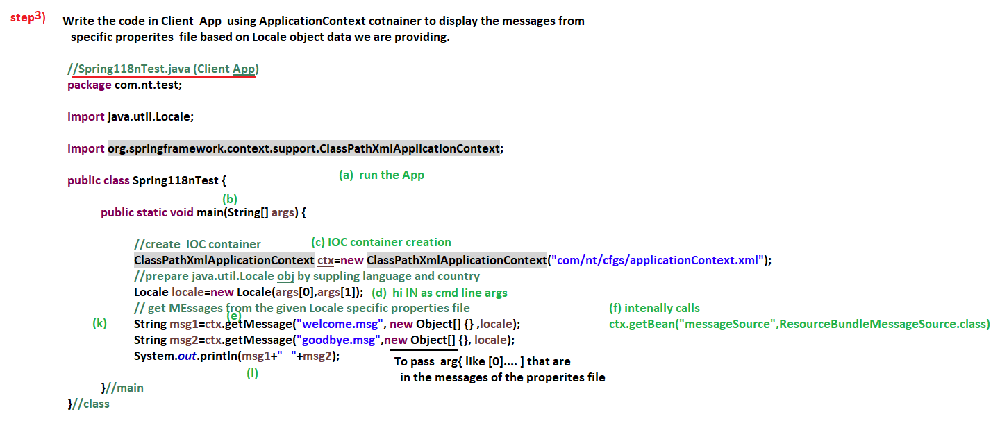 step3) Write the code in Client App using ApplicationContext cotnainer to display the messages from
specific properites file based on Locale object data we are providing.
//Spring118nTest.java (Client App)
package com.nt.test;
import java.util.Locale;
import org.springframework.context.support.ClassPathXmlApplicationContext;
(a) run the App
public class Spring118nTest {
(b)
public static void main(String[] args) {
//create IOC container (c) IOC container creation
ClassPathXmlApplicationContext ctx=new ClassPathXmlApplicationContext("com/nt/cfgs/applicationContext.xml");
//prepare java.util.Locale obj by suppling language and country
Locale locale=new Locale(args[0],args[1]); (d) hi IN as cmd line args
// get MEssages from the given Locale specific properties file (f) intenally calls
(e)
(k) String msg1=ctx.getMessage("welcome.msg", new Object[] {} ,locale); ctx.getBean("messageSource",ResourceBundleMessageSource.class)
String msg2=ctx.getMessage("goodbye.msg",new Object[] {}, locale);
System.out.println(msg1+" "+msg2);
To pass arg{ like [0].... ] that are
(l)
in the messages of the properites file
}//main
}//class